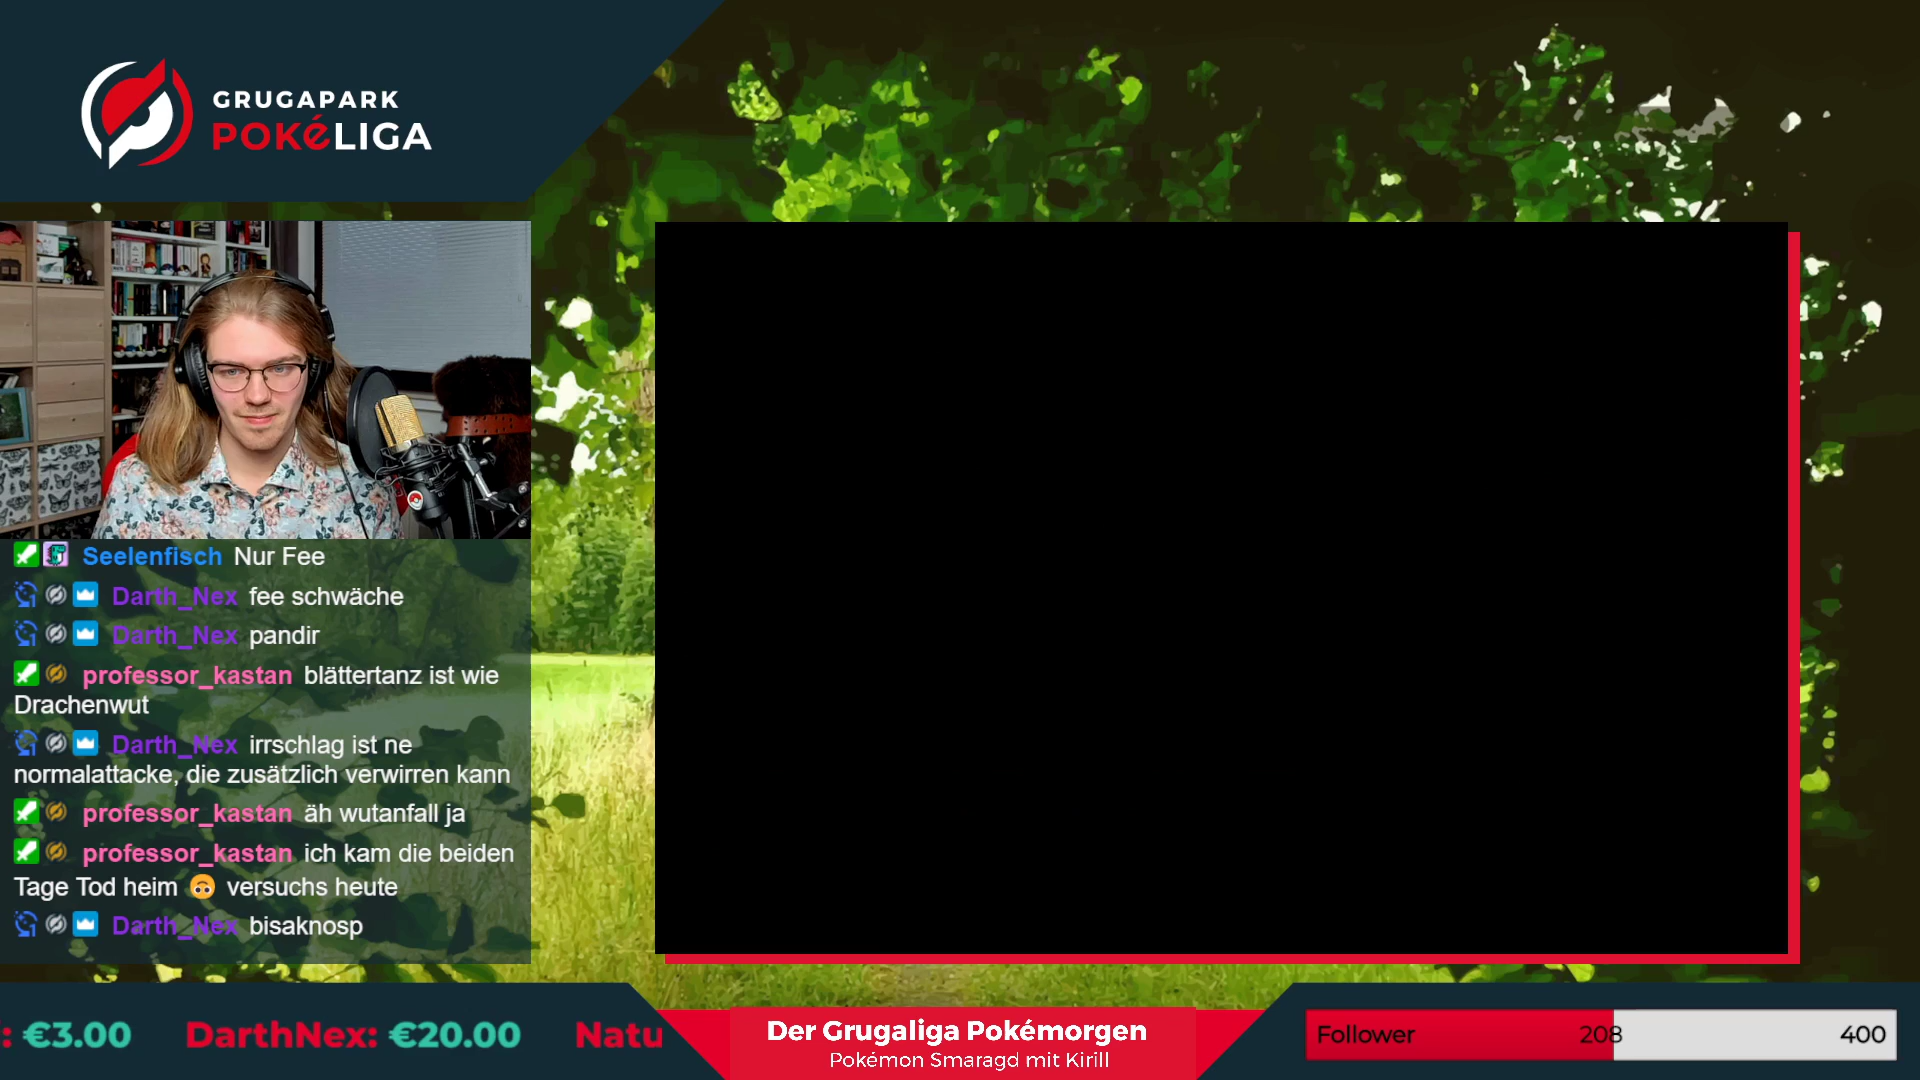 GRUGAPARK
POKéLIGA
Seelenfisch Nur Fee
Darth_Nex fee schwäche
Darth_Nex pandir
professor_kastan blättertanz ist wie
Drachenwut
Darth_Nex irrschlag ist ne
normalattacke, die zusätzlich verwirren kann
professor_kastan äh wutanfall ja
professor_kastan ich kam die beiden
Tage Tod heim 🙃 versuchs heute
Darth_Nex bisaknosp
: €3.00 DarthNex: €20.00 Natu
Der Grugaliga Pokémorgen
Pokémon Smaragd mit Kirill
Follower 208 400